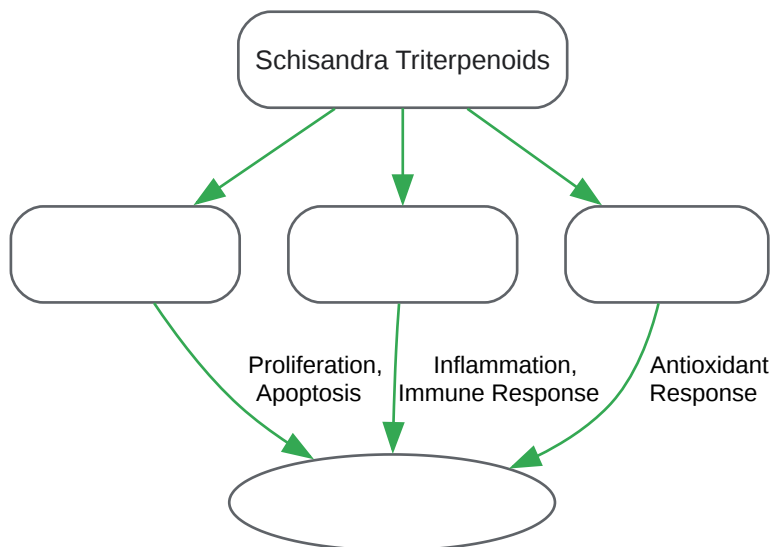 Schisandra Triterpenoids
Proliferation,
Apoptosis
Inflammation,
Immune Response
Antioxidant
Response